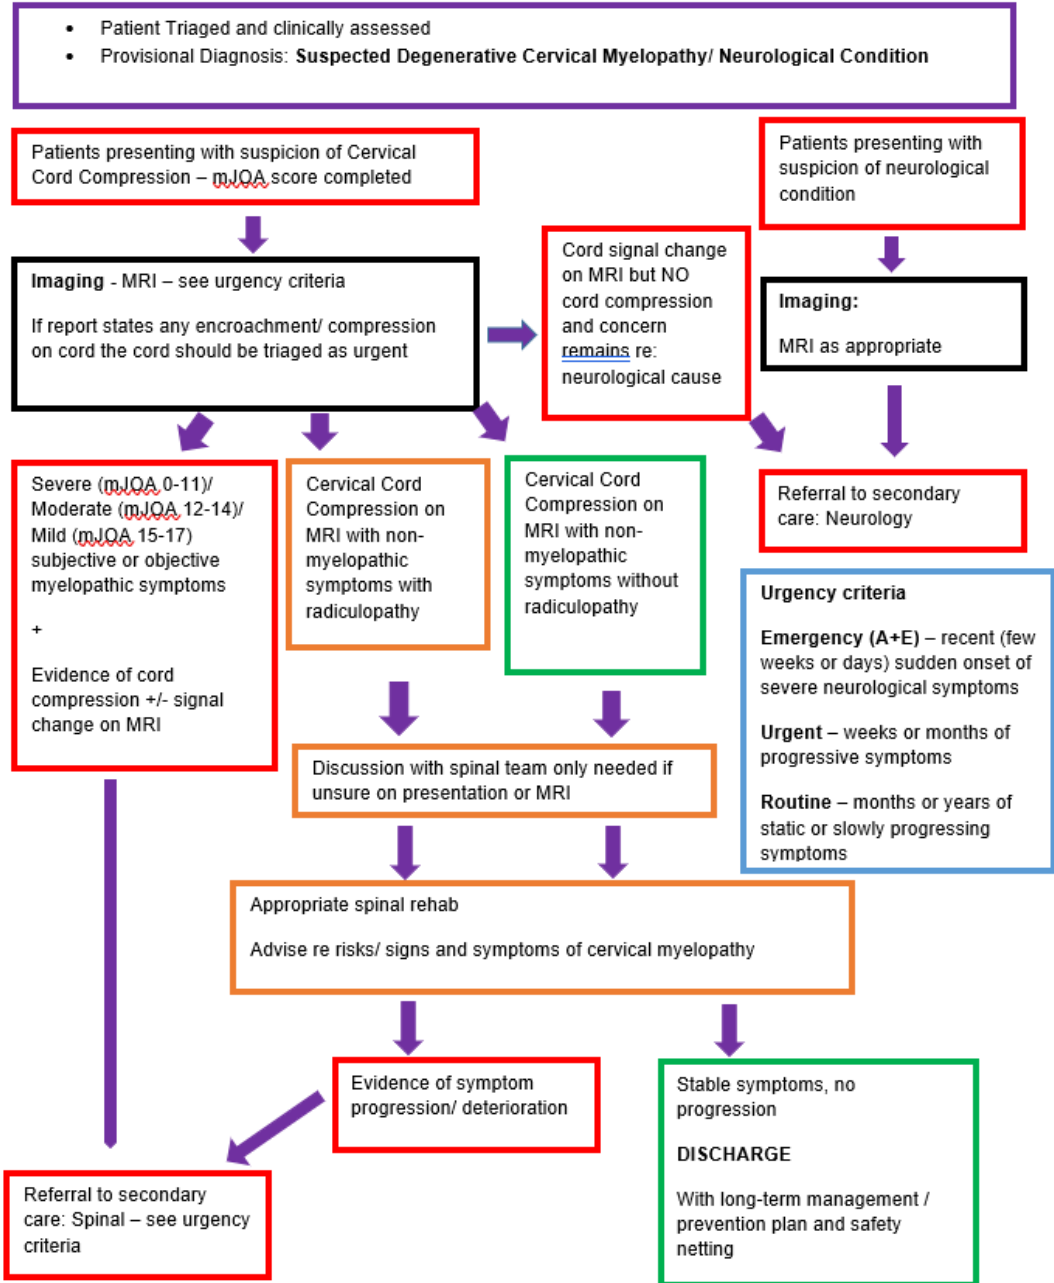 • Patient Triaged and clinically assessed
• Provisional Diagnosis: Suspected Degenerative Cervical Myelopathy/ Neurological Condition
Patients presenting with suspicion of Cervical
Cord Compression – mJOA score completed
Patients presenting with
suspicion of neurological
condition
Imaging - MRI – see urgency criteria
If report states any encroachment/ compression
on cord the cord should be triaged as urgent
Cord signal change
on MRI but NO
cord compression
and concern
remains re:
neurological cause
Imaging:
MRI as appropriate
Severe (mJOA 0-11)/
Moderate (mJOA 12-14)/
Mild (mJOA 15-17)
subjective or objective
myelopathic symptoms
+
Evidence of cord
compression +/- signal
change on MRI
Cervical Cord
Compression on
MRI with non-
myelopathic
symptoms with
radiculopathy
Cervical Cord
Compression on
MRI with non-
myelopathic
symptoms without
radiculopathy
Referral to secondary
care: Neurology
Urgency criteria
Emergency (A+E) – recent (few
weeks or days) sudden onset of
severe neurological symptoms
Urgent – weeks or months of
progressive symptoms
Routine – months or years of
static or slowly progressing
symptoms
Discussion with spinal team only needed if
unsure on presentation or MRI
Appropriate spinal rehab
Advise re risks/ signs and symptoms of cervical myelopathy
Evidence of symptom
progression/ deterioration
Stable symptoms, no
progression
DISCHARGE
With long-term management /
prevention plan and safety
netting
Referral to secondary
care: Spinal – see urgency
criteria